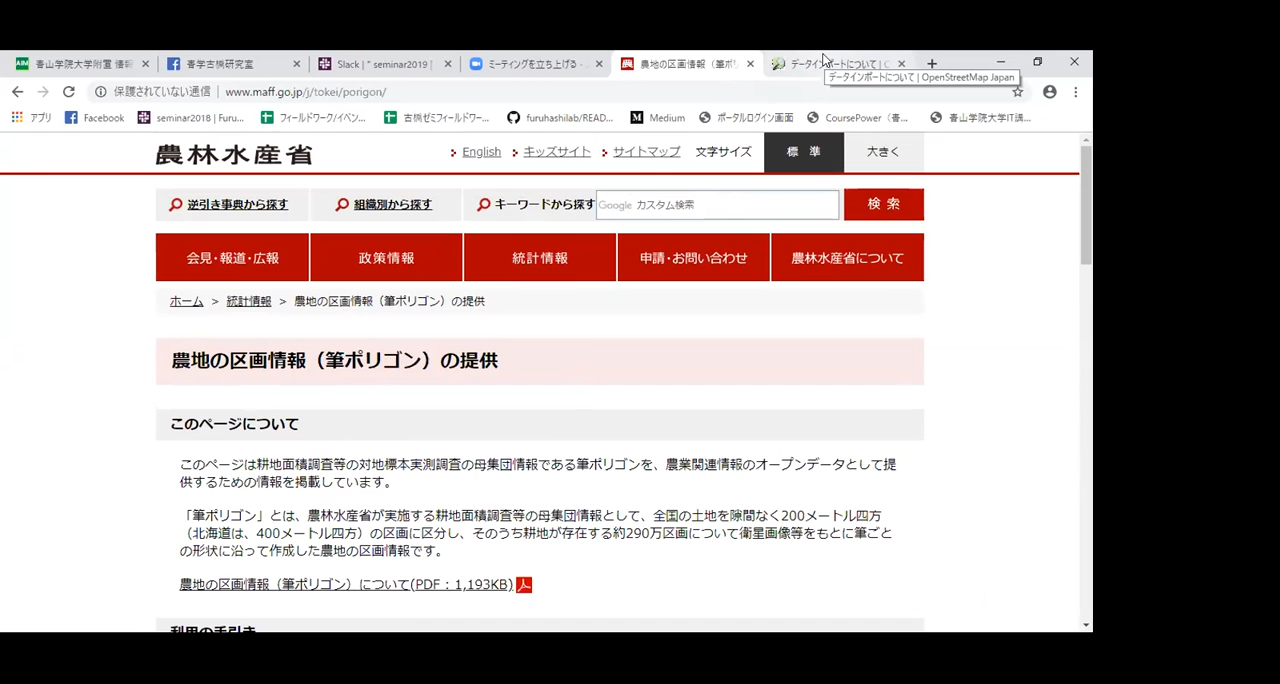 青山学院大学附置 情報
青学古橋研究室
Slack | * seminar2019 |
ミーティングを立ち上げる -
農地の区画情報（筆ポリ
データインポートについて | O
データインポートについて | OpenStreetMap Japan
保護されていない通信 | www.maff.go.jp/j/tokei/porigon/
アプリ
Facebook
seminar2018 | Furu...
フィールドワーク/イベン...
古橋ゼミフィールドワー...
furuhashilab/READ...
Medium
ポータルログイン画面
CoursePower（青...
青山学院大学IT講...
農林水産省
English
キッズサイト
サイトマップ
文字サイズ
標 準
大きく
逆引き事典から探す
組織別から探す
キーワードから探す
Google カスタム検索
検 索
会見・報道・広報
政策情報
統計情報
申請・お問い合わせ
農林水産省について
ホーム > 統計情報 > 農地の区画情報（筆ポリゴン）の提供
農地の区画情報（筆ポリゴン）の提供
このページについて
このページは耕地面積調査等の対地標本実測調査の母集団情報である筆ポリゴンを、農業関連情報のオープンデータとして提
供するための情報を掲載しています。
「筆ポリゴン」とは、農林水産省が実施する耕地面積調査等の母集団情報として、全国の土地を隙間なく200メートル四方
（北海道は、400メートル四方）の区画に区分し、そのうち耕地が存在する約290万区画について衛星画像等をもとに筆ごと
の形状に沿って作成した農地の区画情報です。
農地の区画情報（筆ポリゴン）について(PDF：1,193KB)
利用の手引き